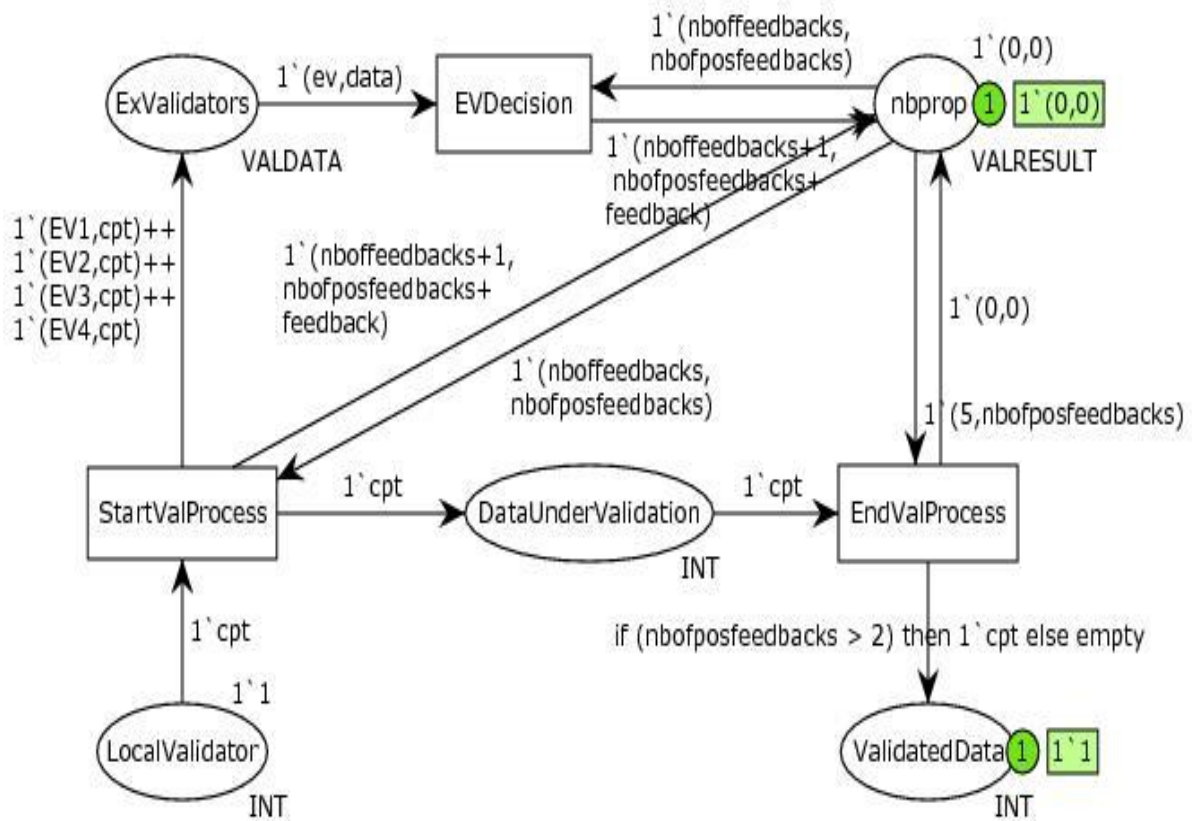 1`(nboffeedbacks,
nbofposfeedbacks)
1`(0,0)
1`(ev,data)
ExValidators
EVDecision
nbprop
1
1`(0,0)
VALDATA
1`(nboffeedbacks+1,
nbofposfeedbacks+
feedback)
VALRESULT
1`(EV1,cpt)++
1`(EV2,cpt)++
1`(EV3,cpt)++
1`(EV4,cpt)
1`(nboffeedbacks+1,
nbofposfeedbacks+
feedback)
1`(0,0)
1`(nboffeedbacks,
nbofposfeedbacks)
1`(5,nbofposfeedbacks)
StartValProcess
1`cpt
DataUnderValidation
1`cpt
EndValProcess
INT
1`cpt
if (nbofposfeedbacks > 2) then 1`cpt else empty
1`1
LocalValidator
ValidatedData
1
1`1
INT
INT